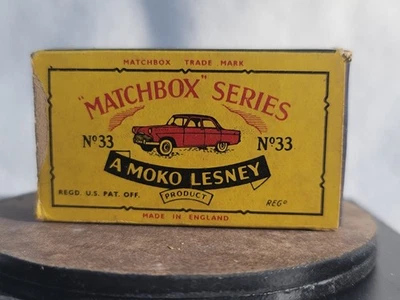 MATCHBOX TRADE MARK
"MATCHBOX" SERIES
Nº33 Nº33
A MOKO LESNEY
PRODUCT
REGD. U.S. PAT. OFF. REGD
MADE IN ENGLAND